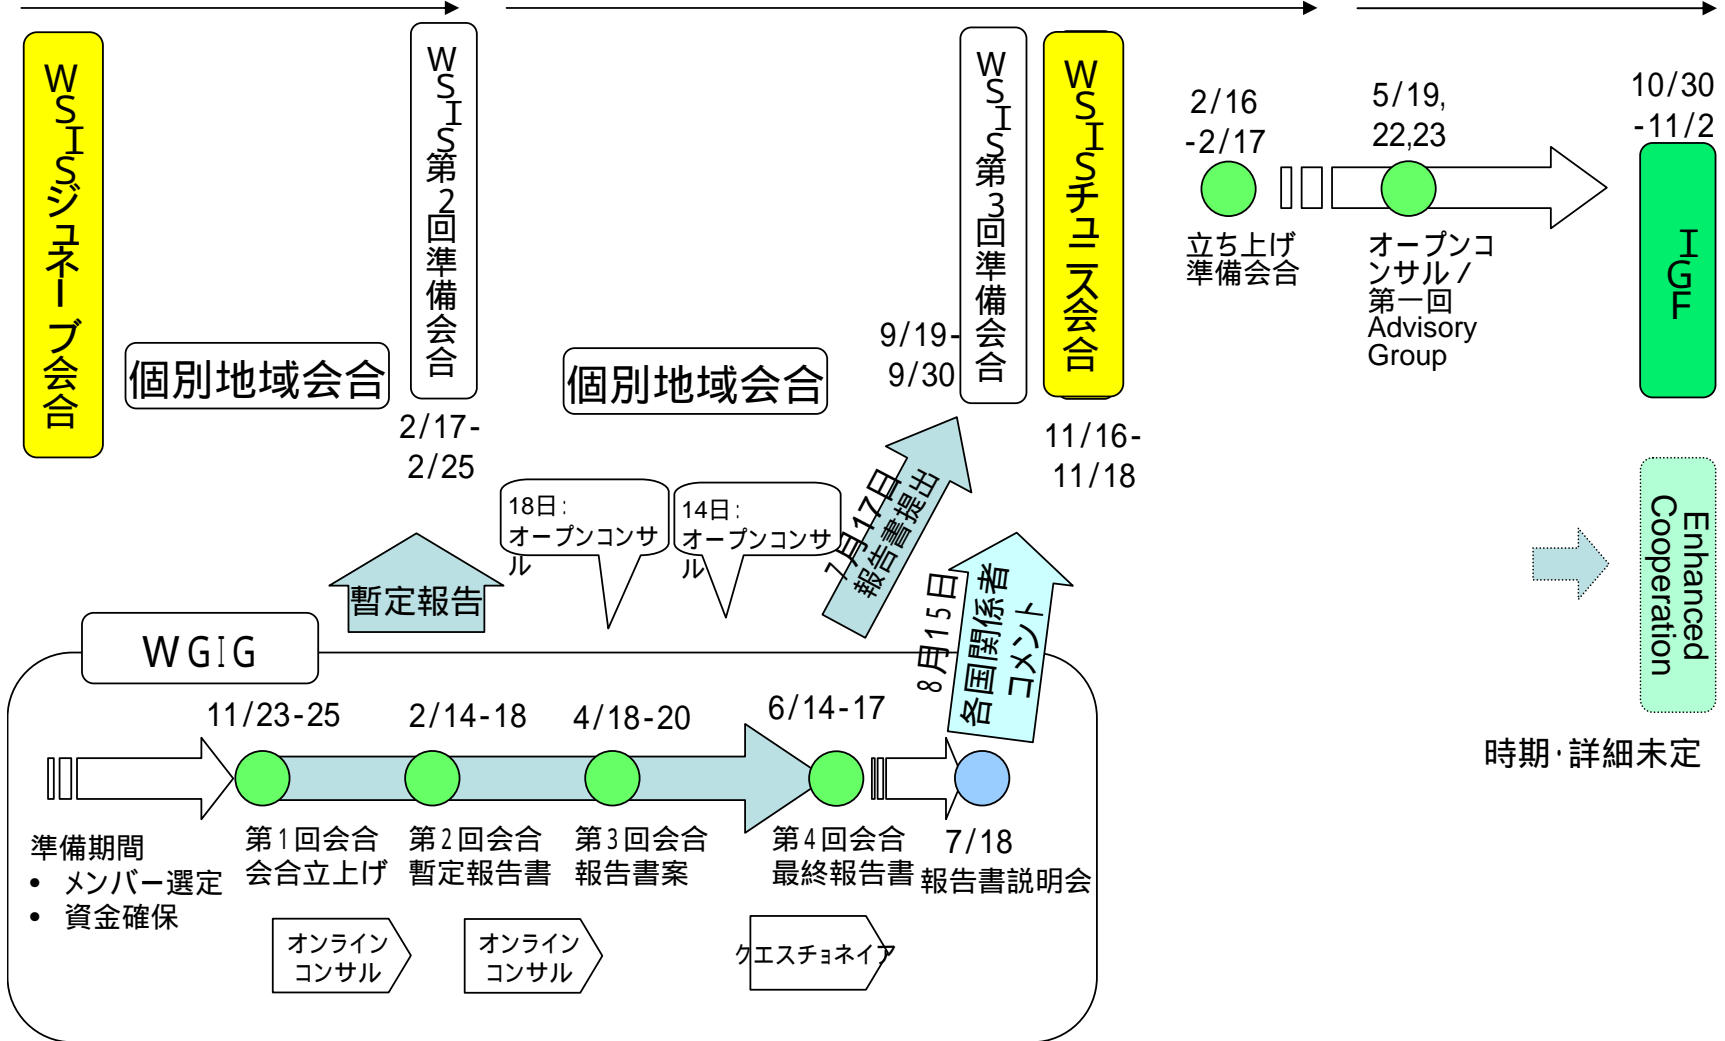 WSISジュネーブ会合
個別地域会合
WSIS第2回準備会合
2/17-
2/25
個別地域会合
9/19-
9/30
WSIS第3回準備会合
WSISチュニス会合
11/16-
11/18
2/16
-2/17
立ち上げ
準備会合
5/19,
22,23
オープンコ
ンサル/
第一回
Advisory
Group
10/30
-11/2
IGF
Enhanced
Cooperation
時期・詳細未定
暫定報告
18日:
オープンコンサ
ル
14日:
オープンコンサ
ル
7月17日
報告書提出
8月15日
各国関係者
コメント
WGIG
11/23-25
2/14-18
4/18-20
6/14-17
準備期間
• メンバー選定
• 資金確保
第1回会合
会合立上げ
第2回会合
暫定報告書
第3回会合
報告書案
第4回会合
最終報告書
7/18
報告書説明会
オンライン
コンサル
オンライン
コンサル
クエスチョネイア